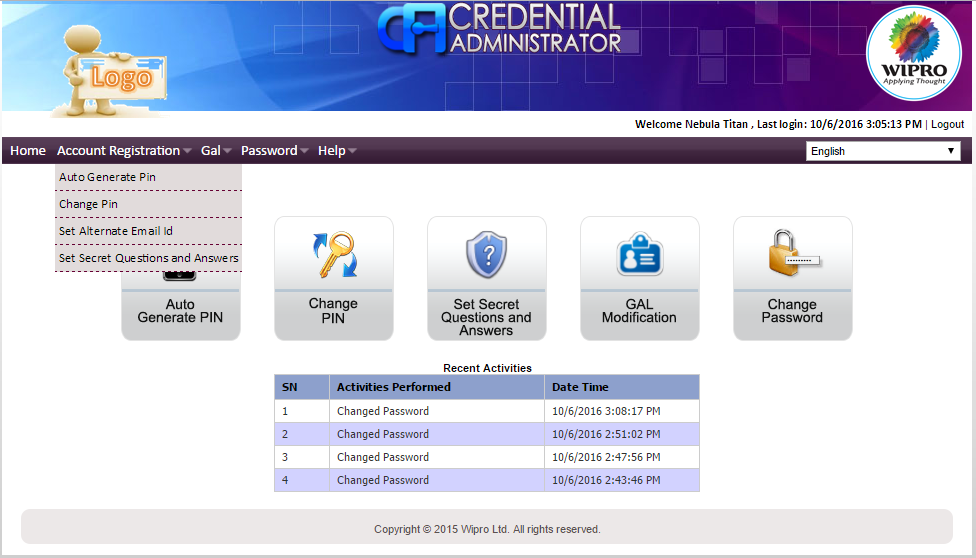 CREDENTIAL
ADMINISTRATOR
CA
Logo
WIPRO
Applying Thought
Welcome Nebula Titan , Last login: 10/6/2016 3:05:13 PM | Logout
Home Account Registration Gal Password Help English
Auto Generate Pin
Change Pin
Set Alternate Email Id
Set Secret Questions and Answers
Auto
Generate PIN
Change
PIN
Set Secret
Questions and
Answers
GAL
Modification
Change
Password
Recent Activities
SN Activities Performed Date Time
1 Changed Password 10/6/2016 3:08:17 PM
2 Changed Password 10/6/2016 2:51:02 PM
3 Changed Password 10/6/2016 2:47:56 PM
4 Changed Password 10/6/2016 2:43:46 PM
Copyright © 2015 Wipro Ltd. All rights reserved.